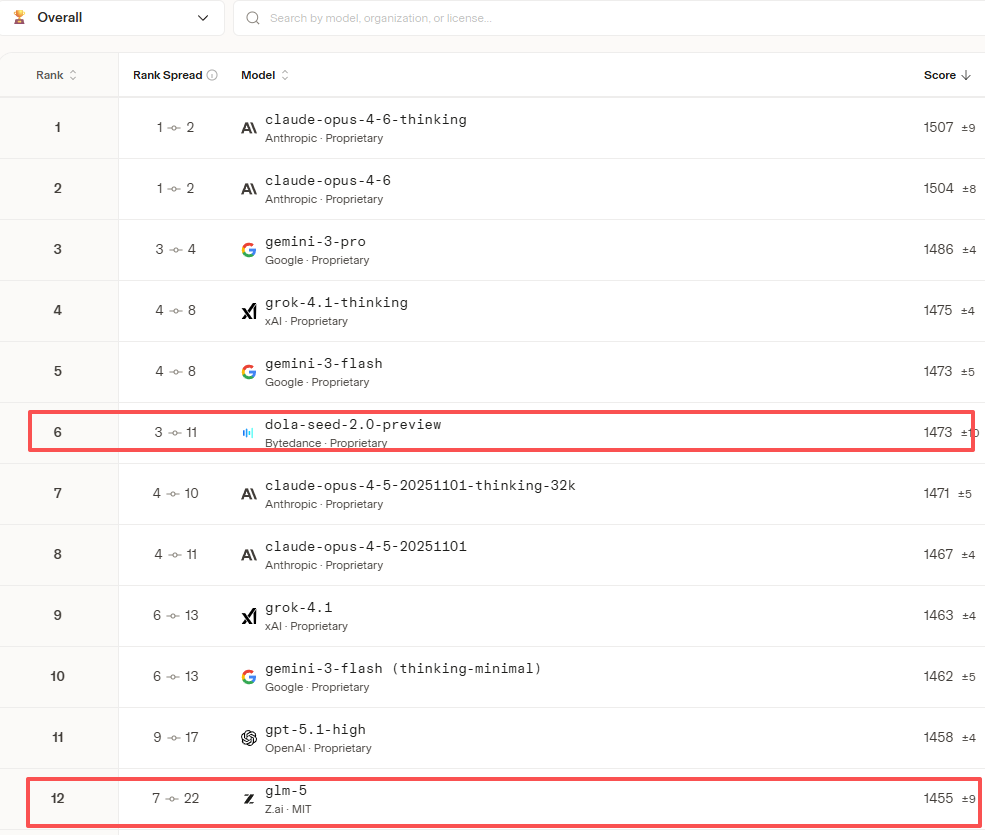 Overall
Search by model, organization, or license...
Rank Rank Spread Model Score
1 1 2 claude-opus-4-6-thinking 1507 ±9
Anthropic · Proprietary
2 1 2 claude-opus-4-6 1504 ±8
Anthropic · Proprietary
3 3 4 gemini-3-pro 1486 ±4
Google · Proprietary
4 4 8 grok-4.1-thinking 1475 ±4
xAI · Proprietary
5 4 8 gemini-3-flash 1473 ±5
Google · Proprietary
6 3 11 dola-seed-2.0-preview 1473 ±10
Bytedance · Proprietary
7 4 10 claude-opus-4-5-20251101-thinking-32k 1471 ±5
Anthropic · Proprietary
8 4 11 claude-opus-4-5-20251101 1467 ±4
Anthropic · Proprietary
9 6 13 grok-4.1 1463 ±4
xAI · Proprietary
10 6 13 gemini-3-flash (thinking-minimal) 1462 ±5
Google · Proprietary
11 9 17 gpt-5.1-high 1458 ±4
OpenAI · Proprietary
12 7 22 glm-5 1455 ±9
Z.ai · MIT